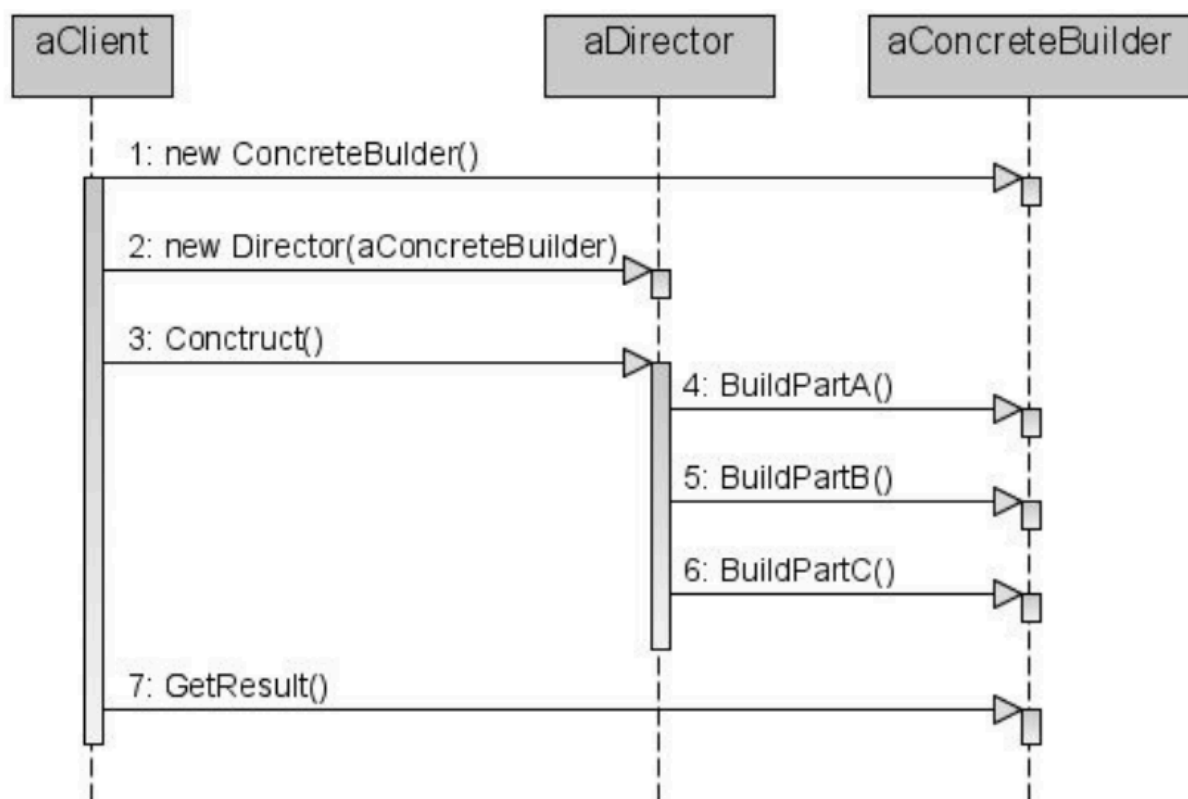 aClient
aDirector
aConcreteBuilder
1: new ConcreteBulder()
2: new Director(aConcreteBuilder)
3: Conctruct()
4: BuildPartA()
5: BuildPartB()
6: BuildPartC()
7: GetResult()